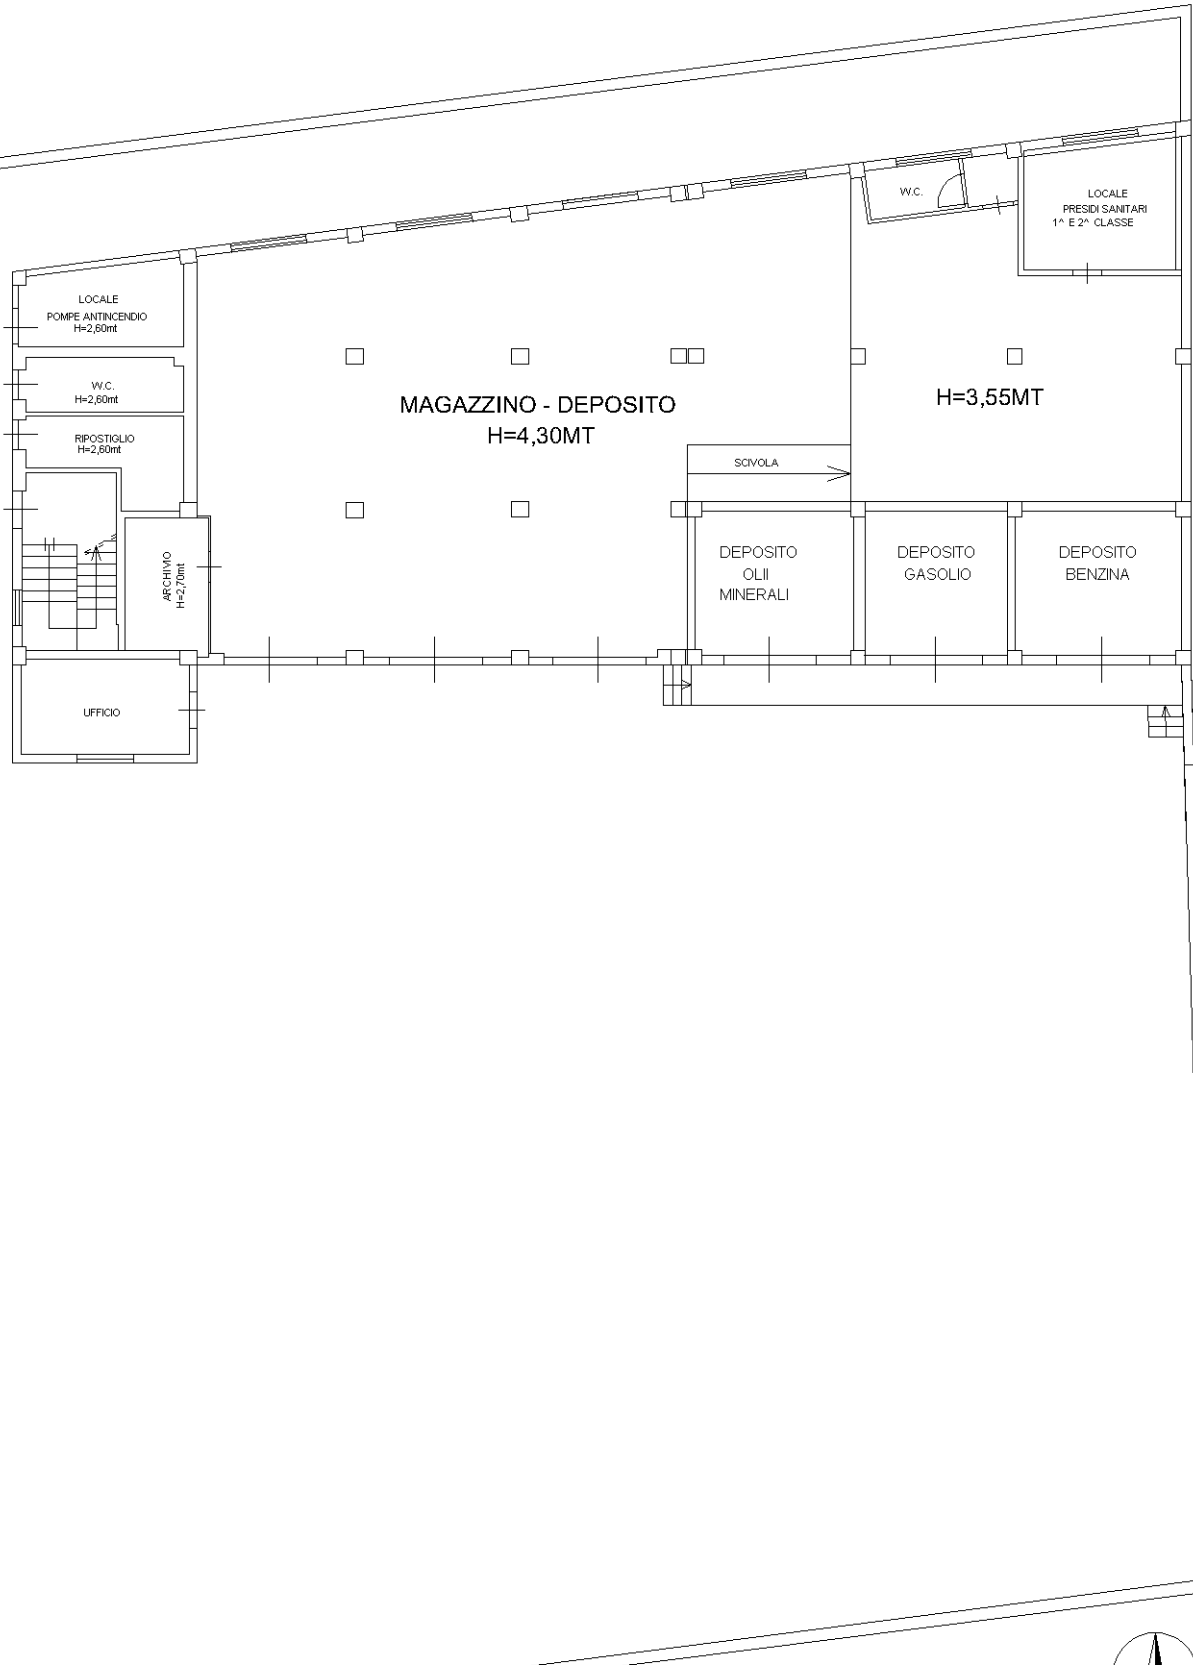 W.C.
LOCALE
PRESIDI SANITARI
1^ E 2^ CLASSE
LOCALE
POMPE ANTINCENDIO
H=2,60mt
W.C.
H=2,60mt
RIPOSTIGLIO
H=2,60mt
MAGAZZINO - DEPOSITO
H=4,30MT
H=3,55MT
SCIVOLA
ARCHIVIO
H=2,70mt
DEPOSITO
OLII
MINERALI
DEPOSITO
GASOLIO
DEPOSITO
BENZINA
UFFICIO